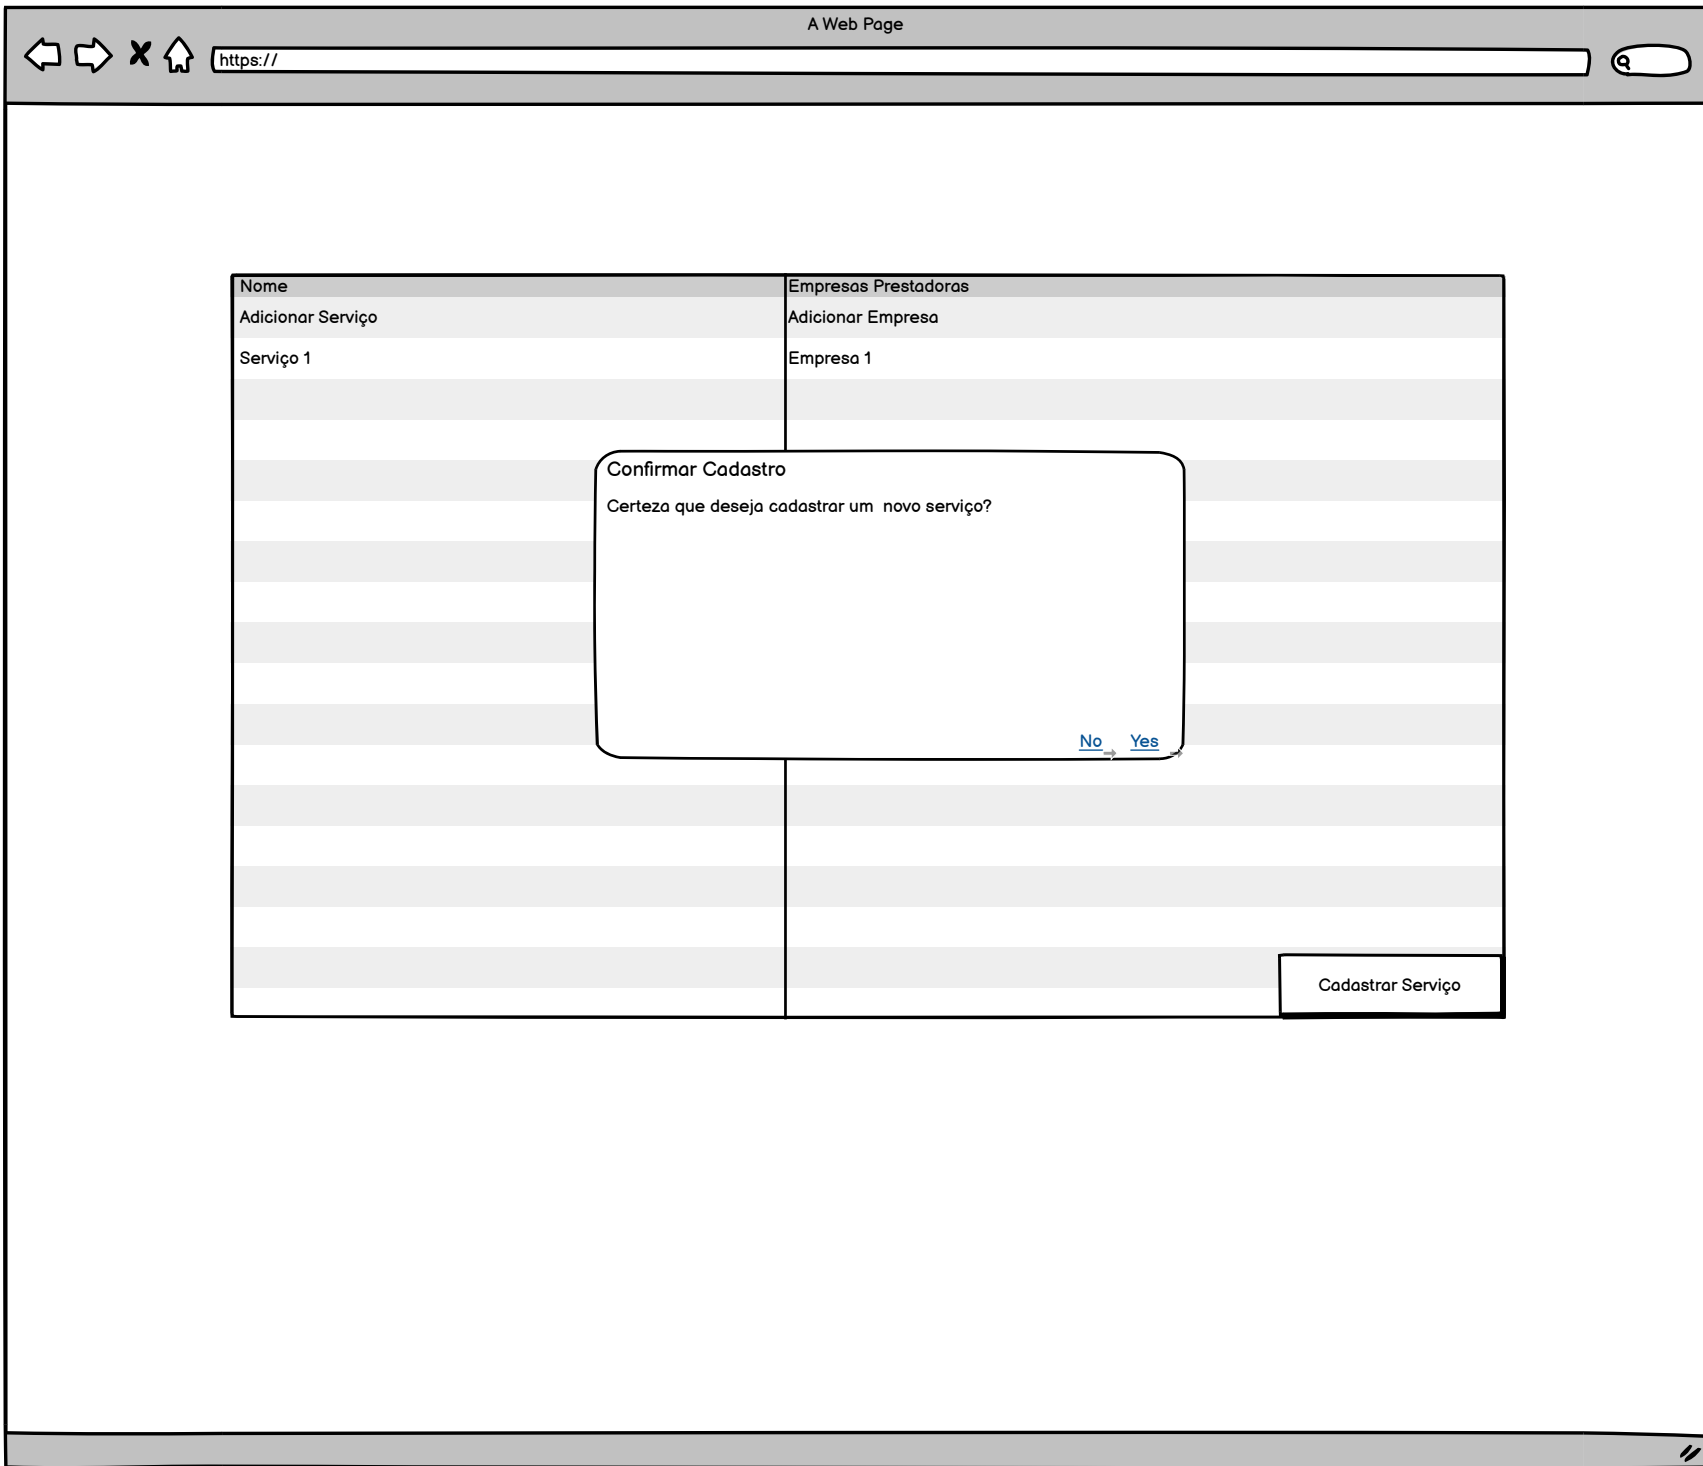 A Web Page
https://
Nome
Empresas Prestadoras
Adicionar Serviço
Adicionar Empresa
Serviço 1
Empresa 1
Confirmar Cadastro
Certeza que deseja cadastrar um  novo serviço?
No
Yes
Cadastrar Serviço